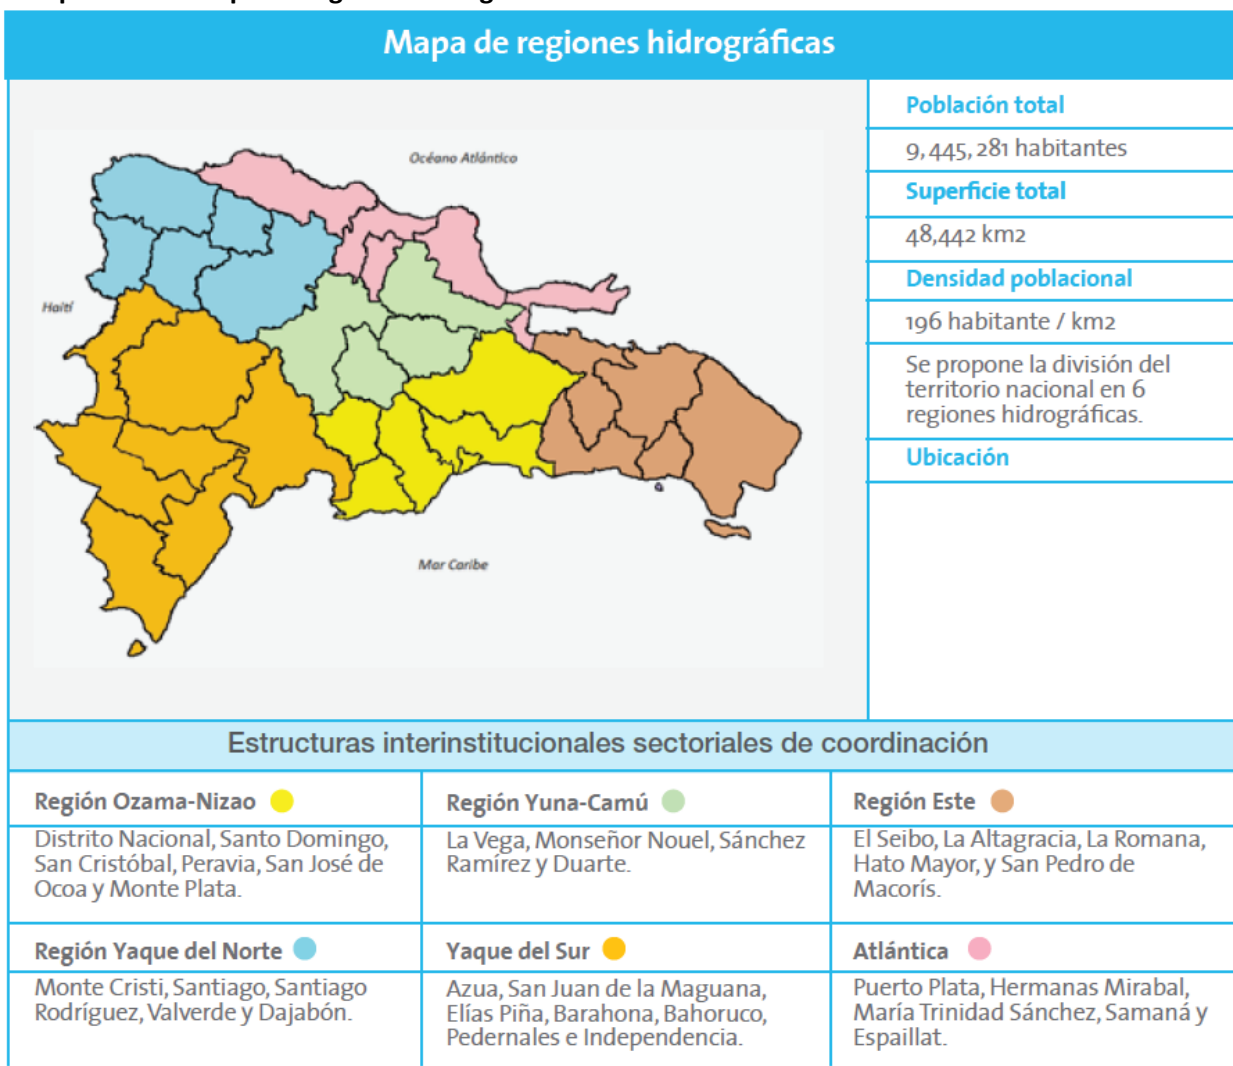 Mapa de regiones hidrográficas
Océano Atlántico
Haití
Mar Caribe
Población total
9, 445, 281 habitantes
Superficie total
48,442 km2
Densidad poblacional
196 habitante / km2
Se propone la división del
territorio nacional en 6
regiones hidrográficas.
Ubicación
Estructuras interinstitucionales sectoriales de coordinación
Región Ozama-Nizao
Distrito Nacional, Santo Domingo,
San Cristóbal, Peravia, San José de
Ocoa y Monte Plata.
Región Yuna-Camú
La Vega, Monseñor Nouel, Sánchez
Ramírez y Duarte.
Región Este
El Seibo, La Altagracia, La Romana,
Hato Mayor, y San Pedro de
Macorís.
Región Yaque del Norte
Monte Cristi, Santiago, Santiago
Rodríguez, Valverde y Dajabón.
Yaque del Sur
Azua, San Juan de la Maguana,
Elías Piña, Barahona, Bahoruco,
Pedernales e Independencia.
Atlántica
Puerto Plata, Hermanas Mirabal,
María Trinidad Sánchez, Samaná y
Espaillat.